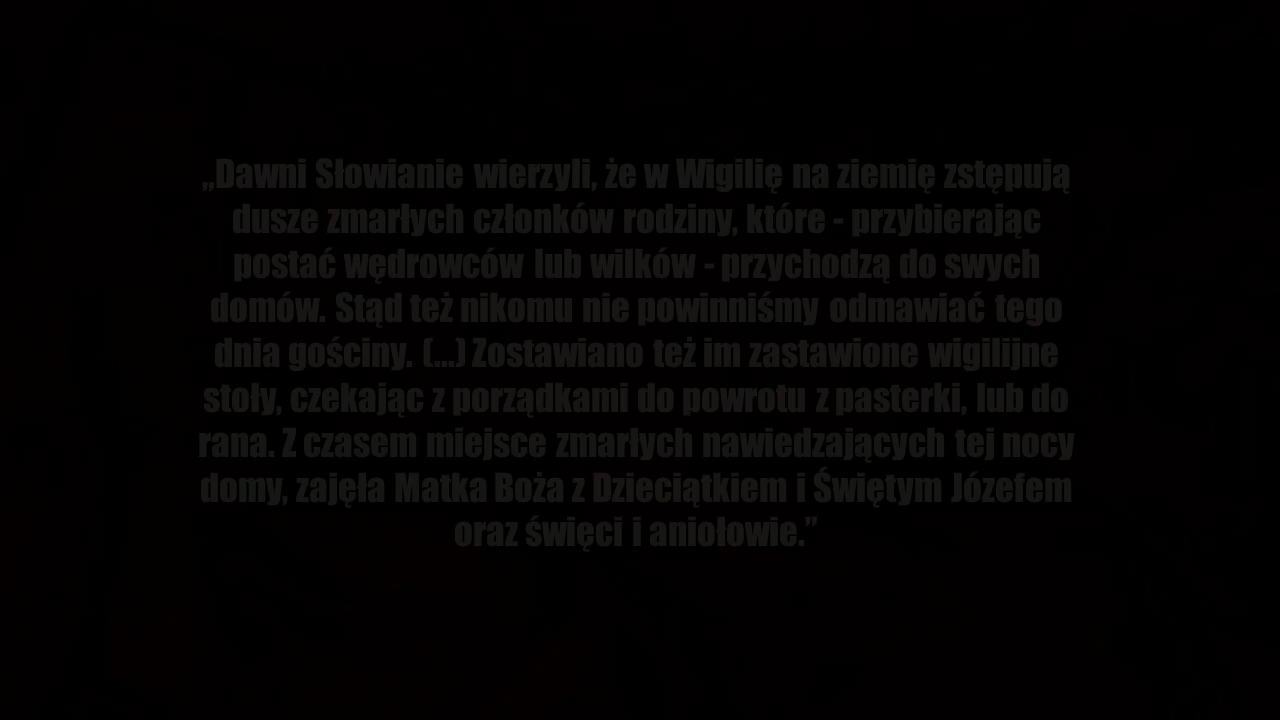 „Dawni Słowianie wierzyli, że w Wigilię na ziemię zstępują
dusze zmarłych członków rodziny, które - przybierając
postać wędrowców lub wilków - przychodzą do swych
domów. Stąd też nikomu nie powinniśmy odmawiać tego
dnia gościny. (...) Zostawiano też im zastawione wigilijne
stoły, czekając z porządkami do powrotu z pasterki, lub do
rana. Z czasem miejsce zmarłych nawiedzających tej nocy
domy, zajęła Matka Boża z Dzieciątkiem i Świętym Józefem
oraz święci i aniołowie.”